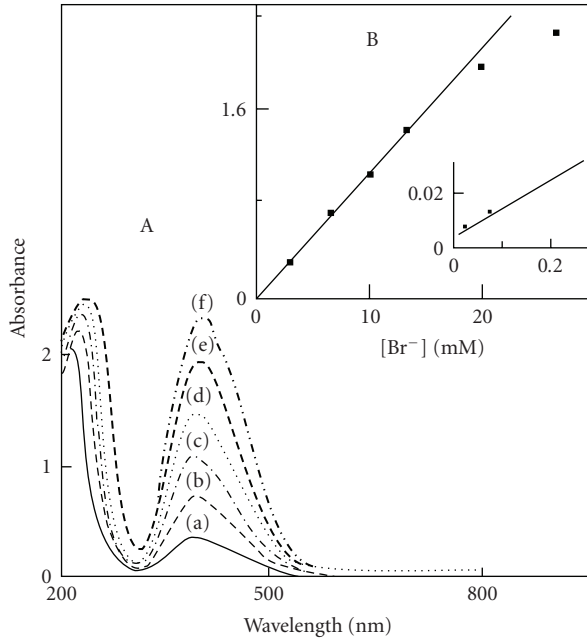 B
1.6
0.02
0
0 0.2
A
0
0 10 20
[Br⁻] (mM)
Absorbance
(f)
(e)
2
(d)
(c)
(b)
1
(a)
0
200 500 800
Wavelength (nm)